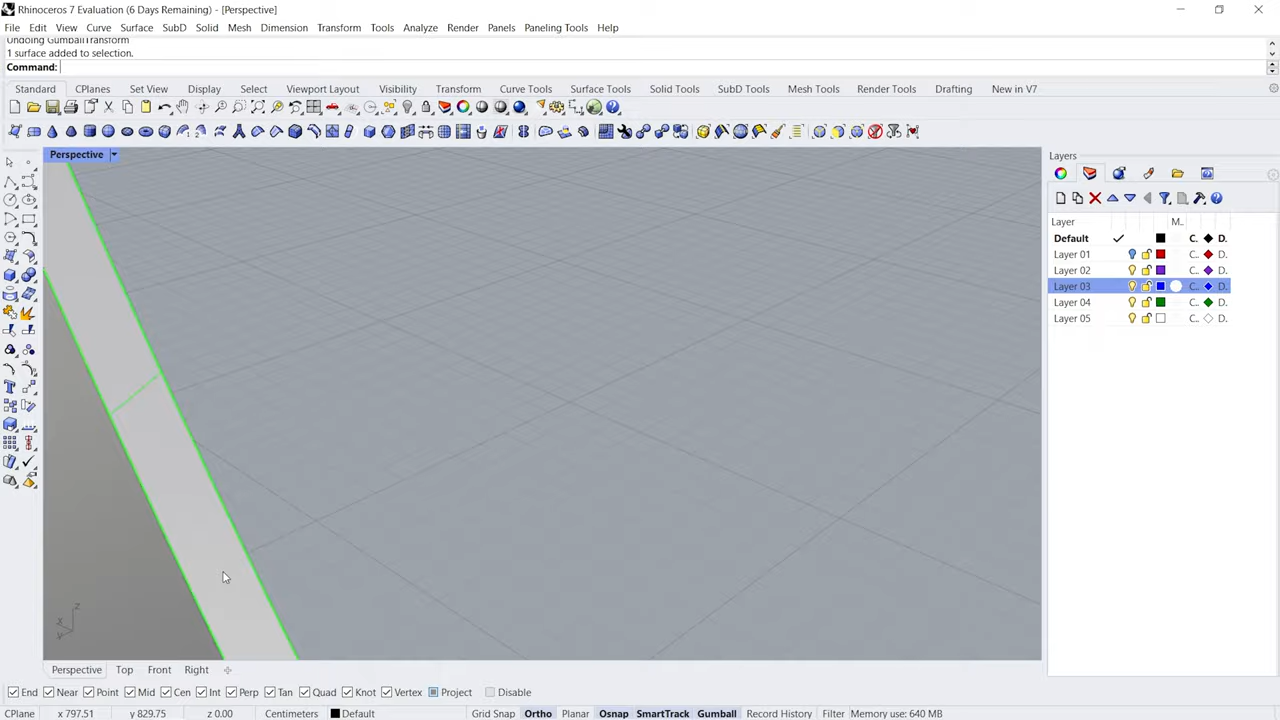 Rhinoceros 7 Evaluation (6 Days Remaining) - [Perspective]
File Edit View Curve Surface SubD Solid Mesh Dimension Transform Tools Analyze Render Panels Paneling Tools Help
Undoing GumballTransform
1 surface added to selection.
Command:
Standard CPlanes Set View Display Select Viewport Layout Visibility Transform Curve Tools Surface Tools Solid Tools SubD Tools Mesh Tools Render Tools Drafting New in V7
Perspective
Layers
Layer M..
Default C.. D.
Layer 01 C.. D.
Layer 02 C.. D.
Layer 03 C.. D.
Layer 04 C.. D.
Layer 05 C.. D.
z
x
y
Perspective Top Front Right
End Near Point Mid Cen Int Perp Tan Quad Knot Vertex Project Disable
CPlane x 797.51 y 829.75 z 0.00 Centimeters Default Grid Snap Ortho Planar Osnap SmartTrack Gumball Record History Filter Memory use: 640 MB